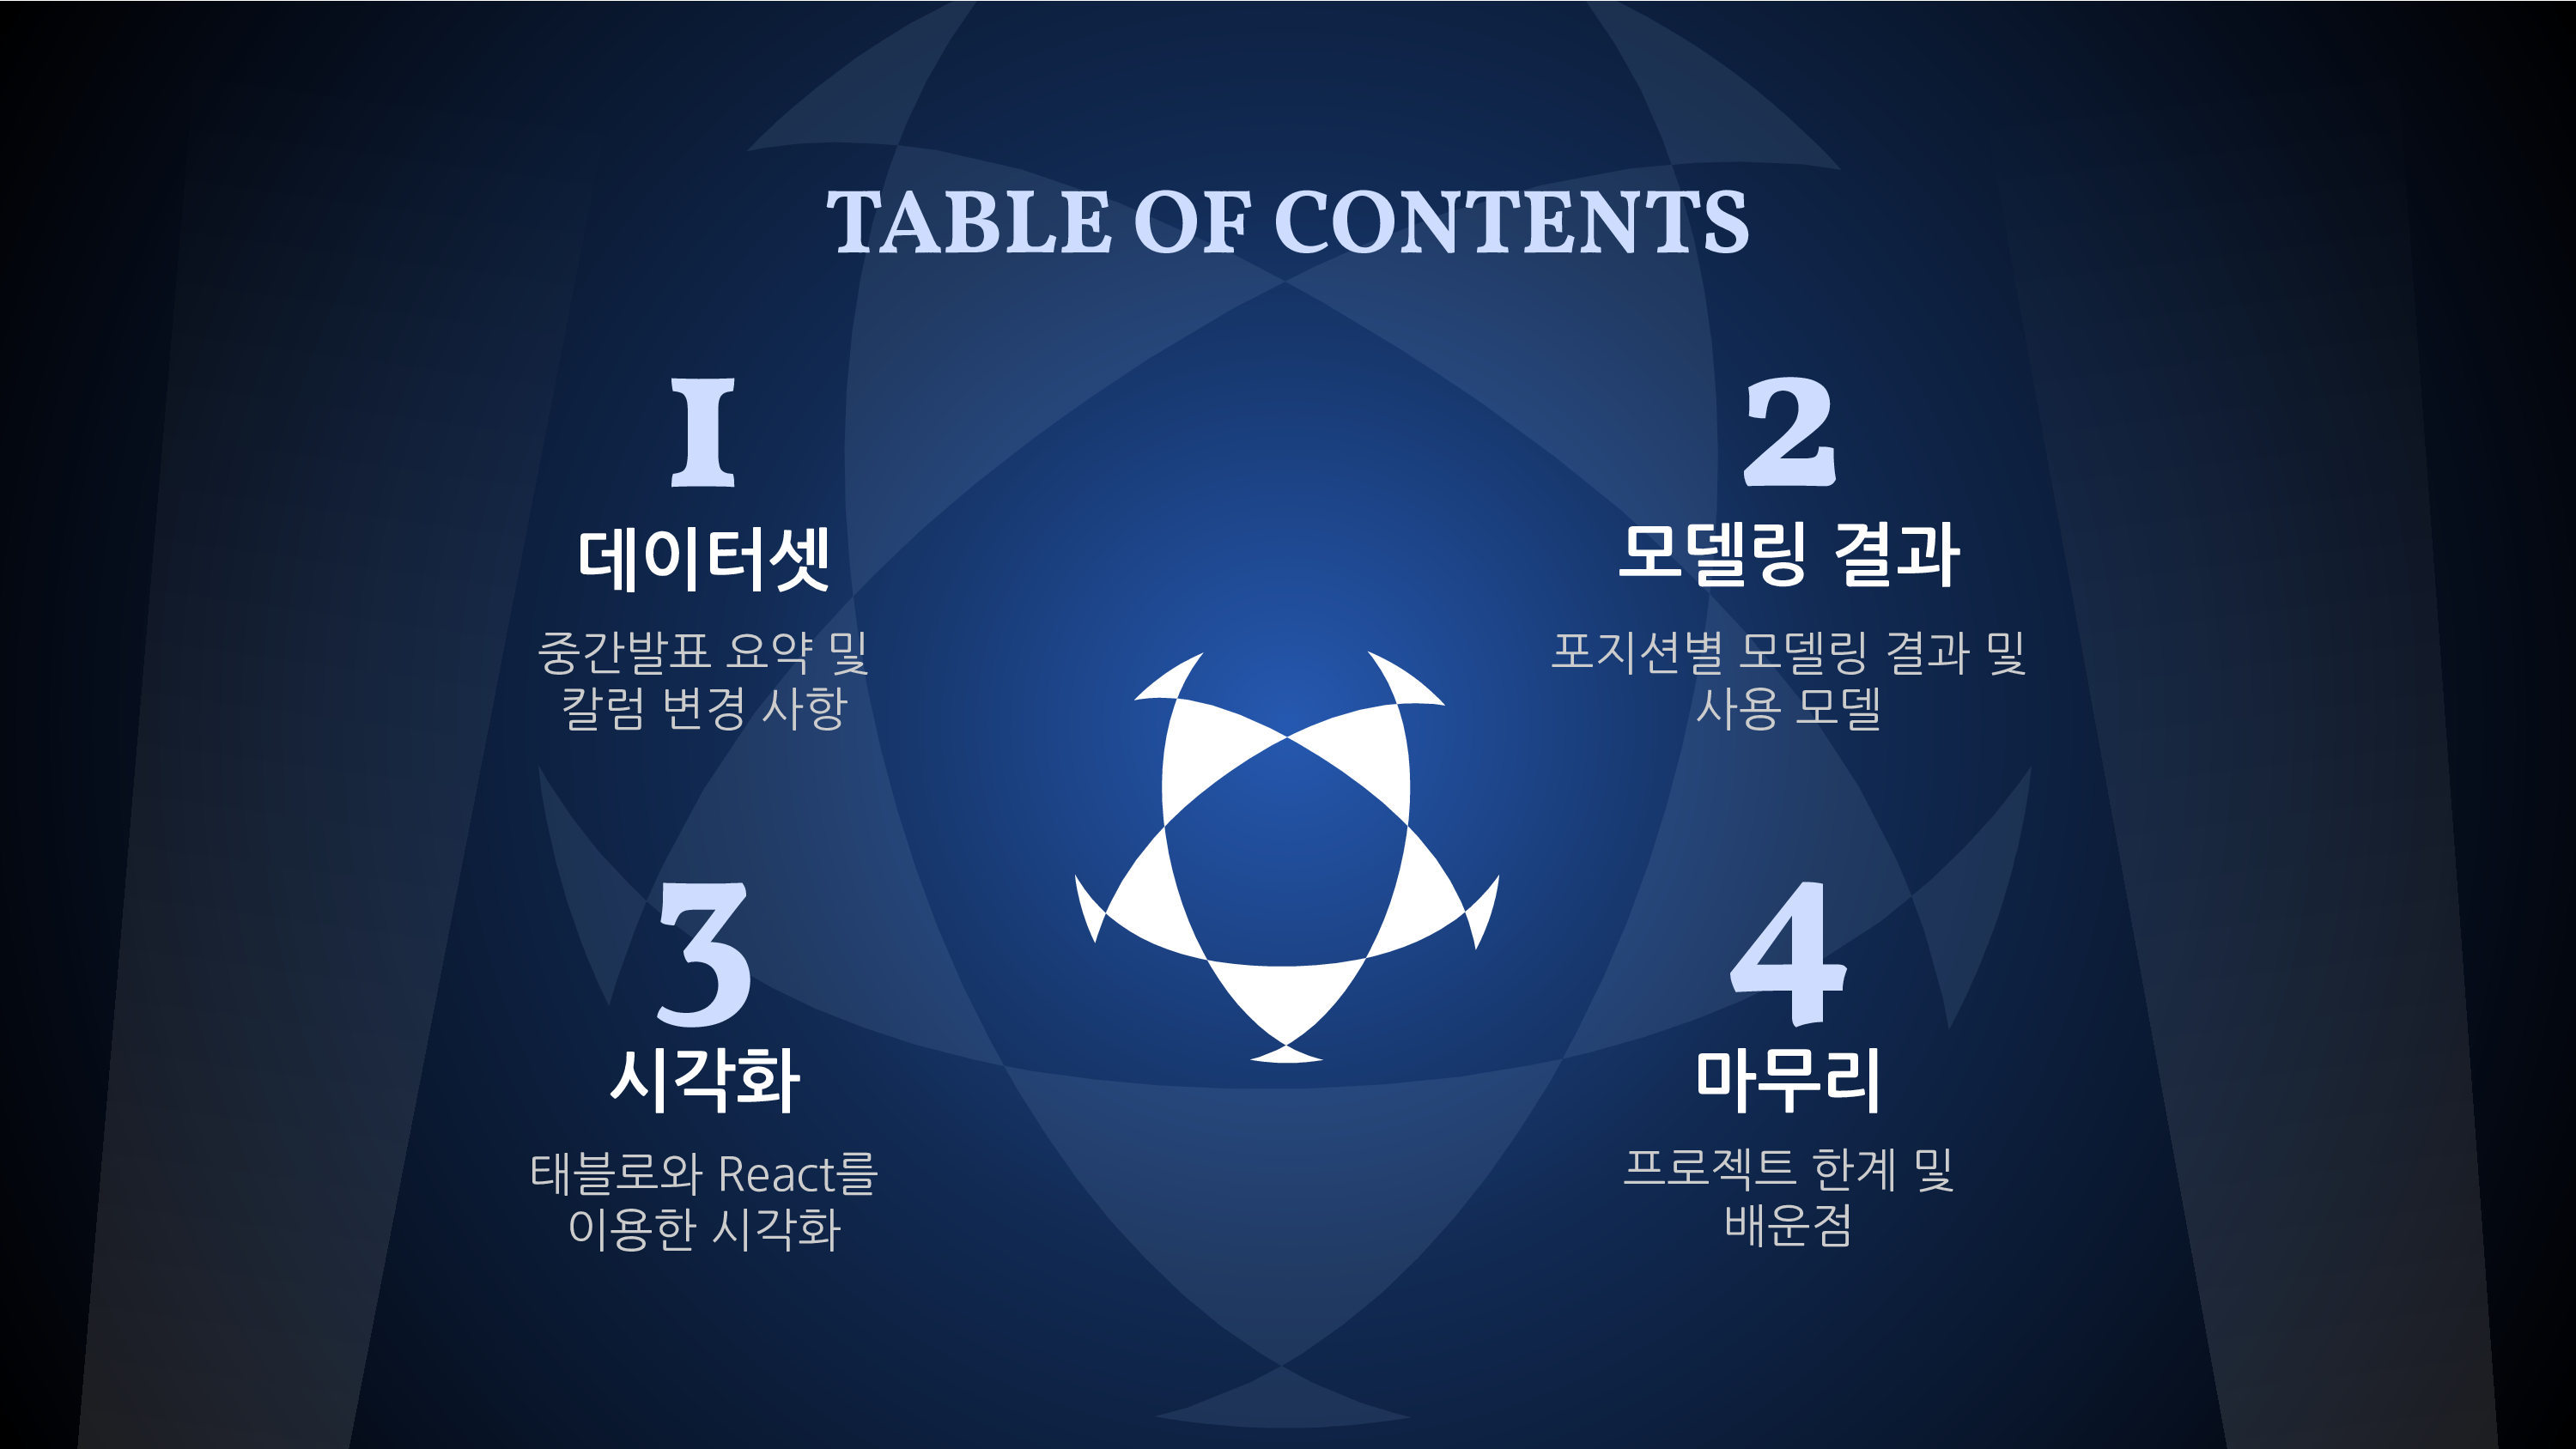 TABLE OF CONTENTS
1
데이터셋
중간발표 요약 및
칼럼 변경 사항
2
모델링 결과
포지션별 모델링 결과 및
사용 모델
3
시각화
태블로와 React를
이용한 시각화
4
마무리
프로젝트 한계 및
배운점